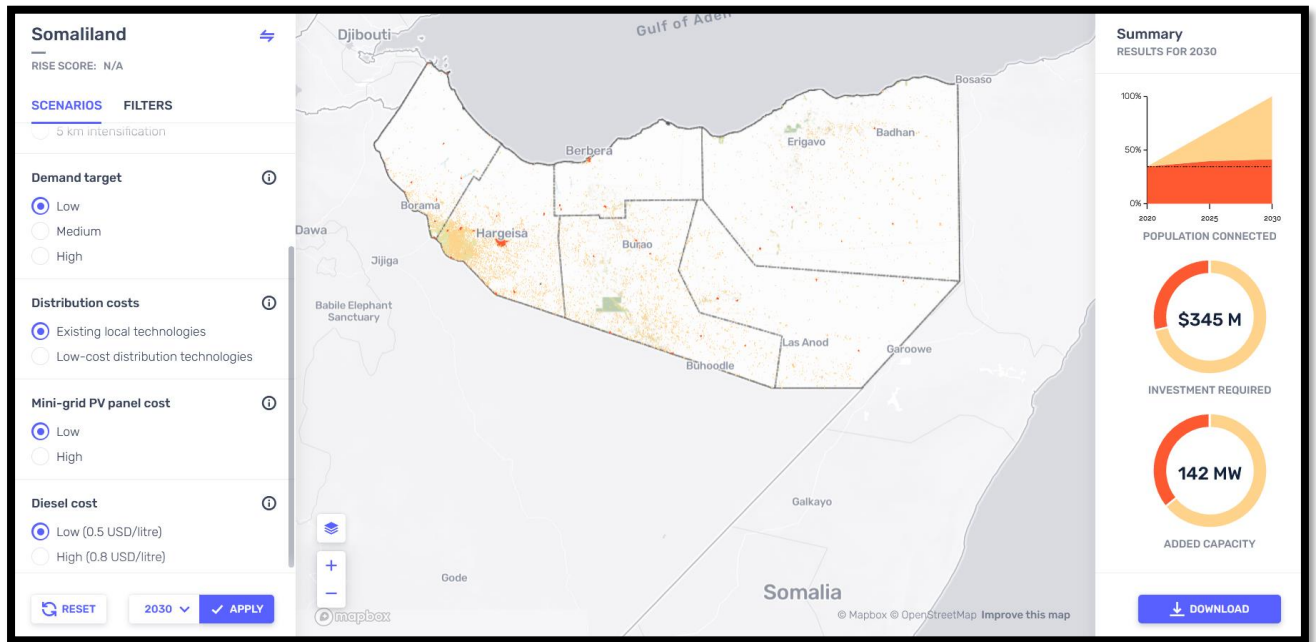 Somaliland
RISE SCORE: N/A
SCENARIOS FILTERS
5 km intensification
Demand target
Low
Medium
High
Distribution costs
Existing local technologies
Low-cost distribution technologies
Mini-grid PV panel cost
Low
High
Diesel cost
Low (0.5 USD/litre)
High (0.8 USD/litre)
RESET
2030
APPLY
Gulf of Aden
Djibouti
Bosaso
Berbera
Erigavo
Badhan
Borama
Dawa
Hargeisa
Burao
Jijiga
Babile Elephant
Sanctuary
Las Anod
Garoowe
Buhoodle
Galkayo
Gode
Somalia
+
−
mapbox
© Mapbox © OpenStreetMap Improve this map
Summary
RESULTS FOR 2030
100%
50%
0%
2020 2025 2030
POPULATION CONNECTED
$345 M
INVESTMENT REQUIRED
142 MW
ADDED CAPACITY
DOWNLOAD